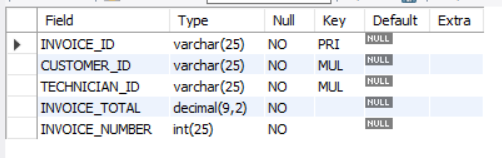 Field Type Null Key Default Extra
INVOICE_ID varchar(25) NO PRI NULL
CUSTOMER_ID varchar(25) NO MUL NULL
TECHNICIAN_ID varchar(25) NO MUL NULL
INVOICE_TOTAL decimal(9,2) NO NULL
INVOICE_NUMBER int(25) NO NULL